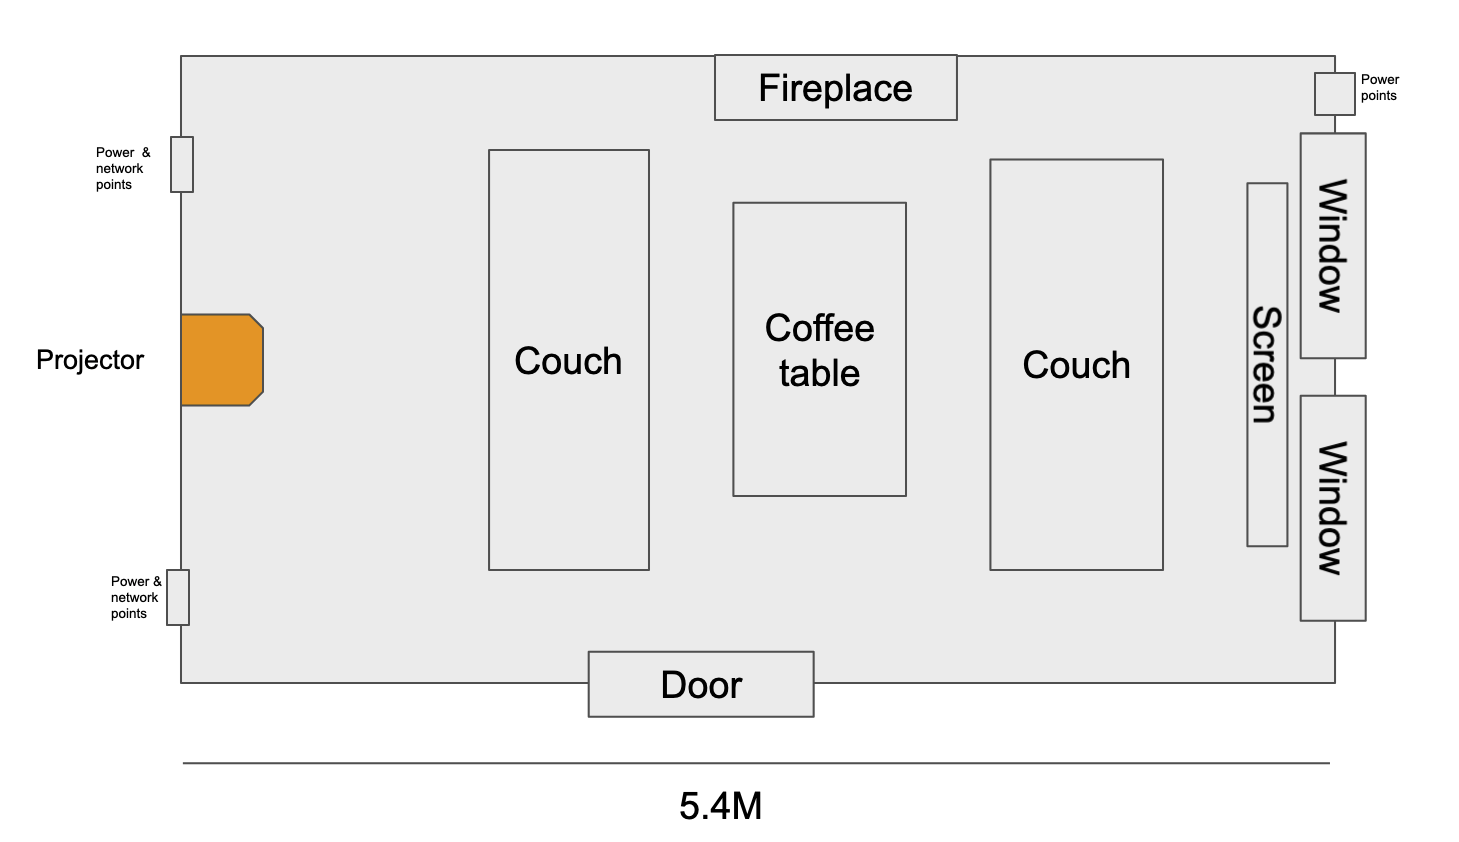 Fireplace
Power
points
Power & 
network
points
Window
Screen
Coffee
table
Couch
Couch
Projector
Window
Power &
network
points
Door
5.4M